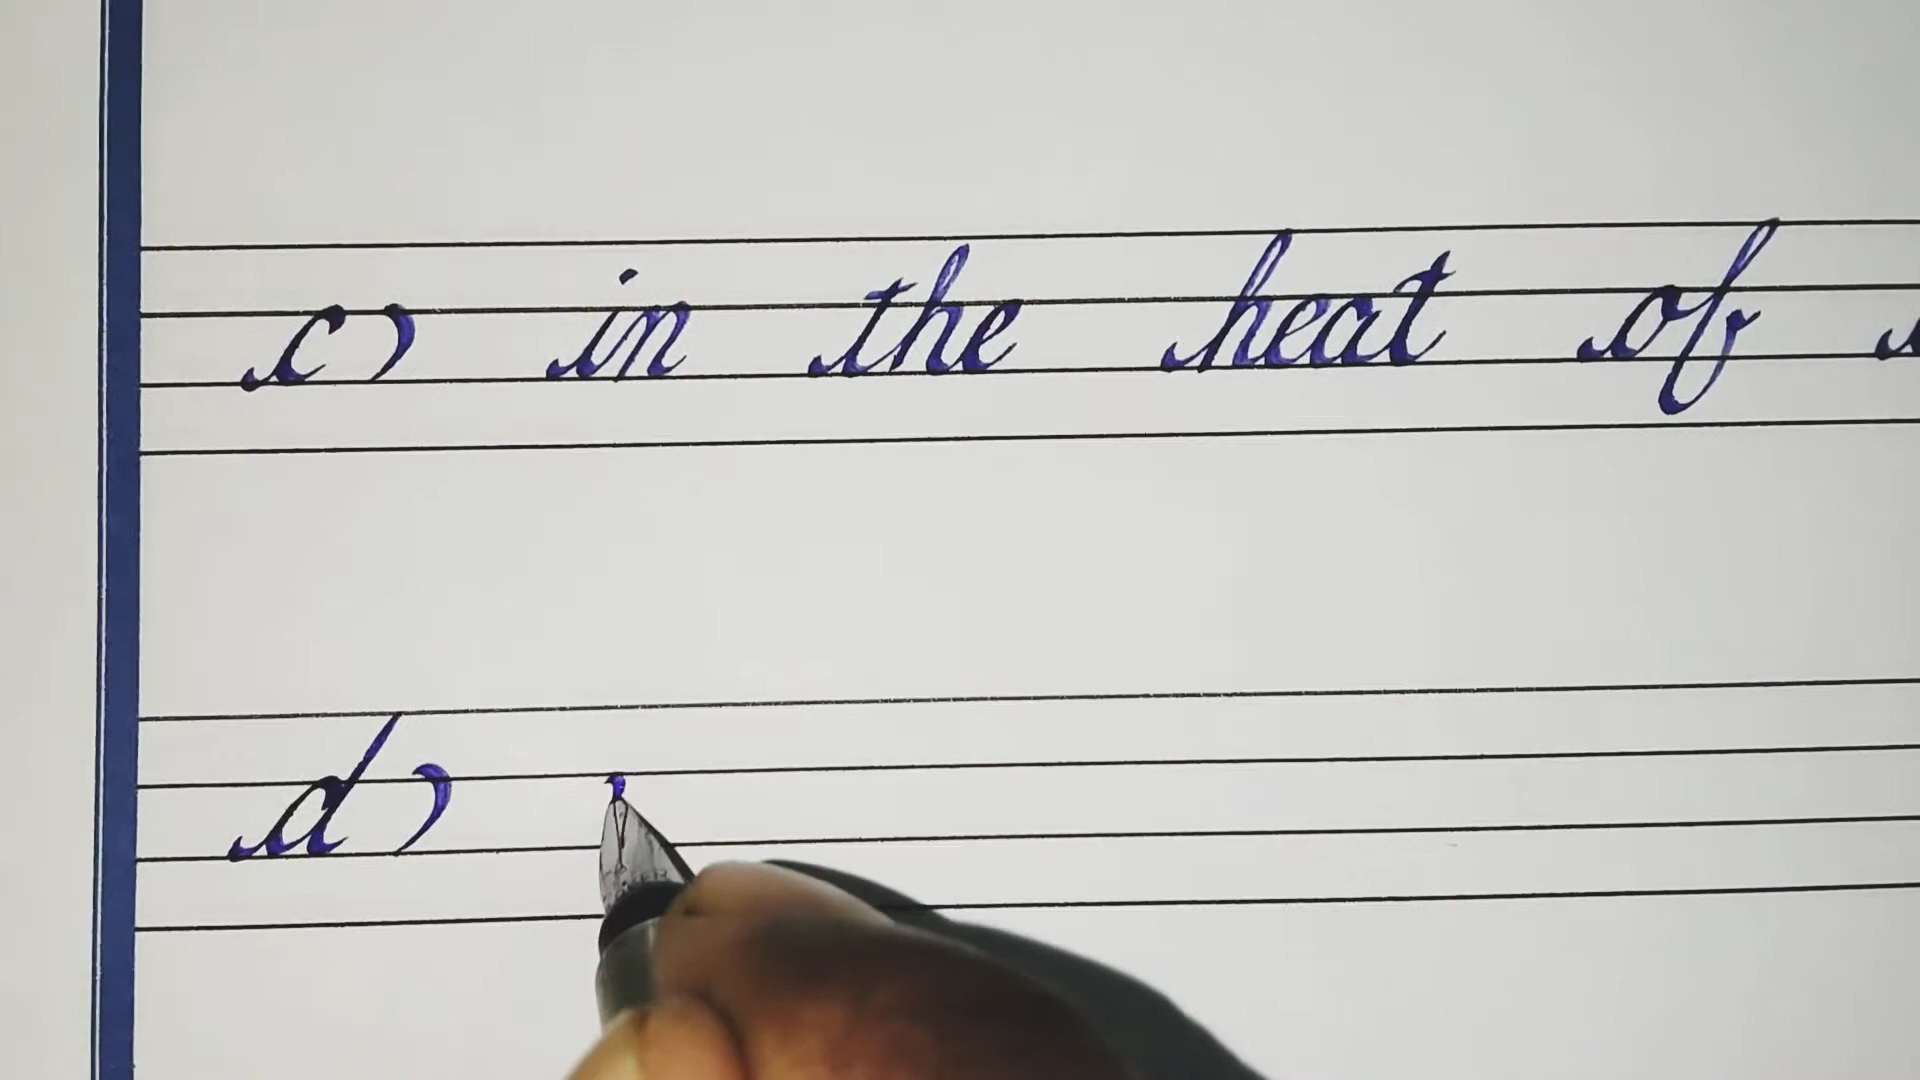 c) in the heat of
d)